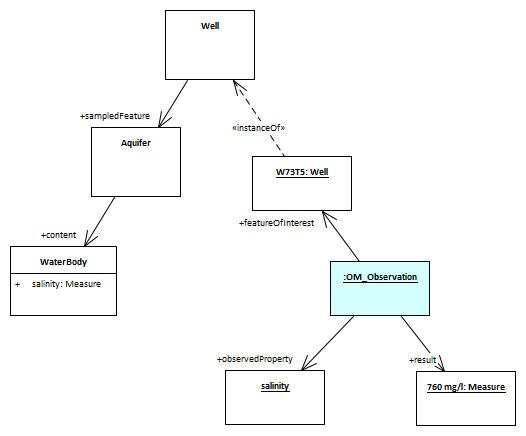 Well
+sampledFeature
«instanceOf»
Aquifer
W73T5: Well
+content
+featureOfInterest
WaterBody
+ salinity: Measure
:OM_Observation
+observedProperty
+result
salinity
760 mg/l: Measure